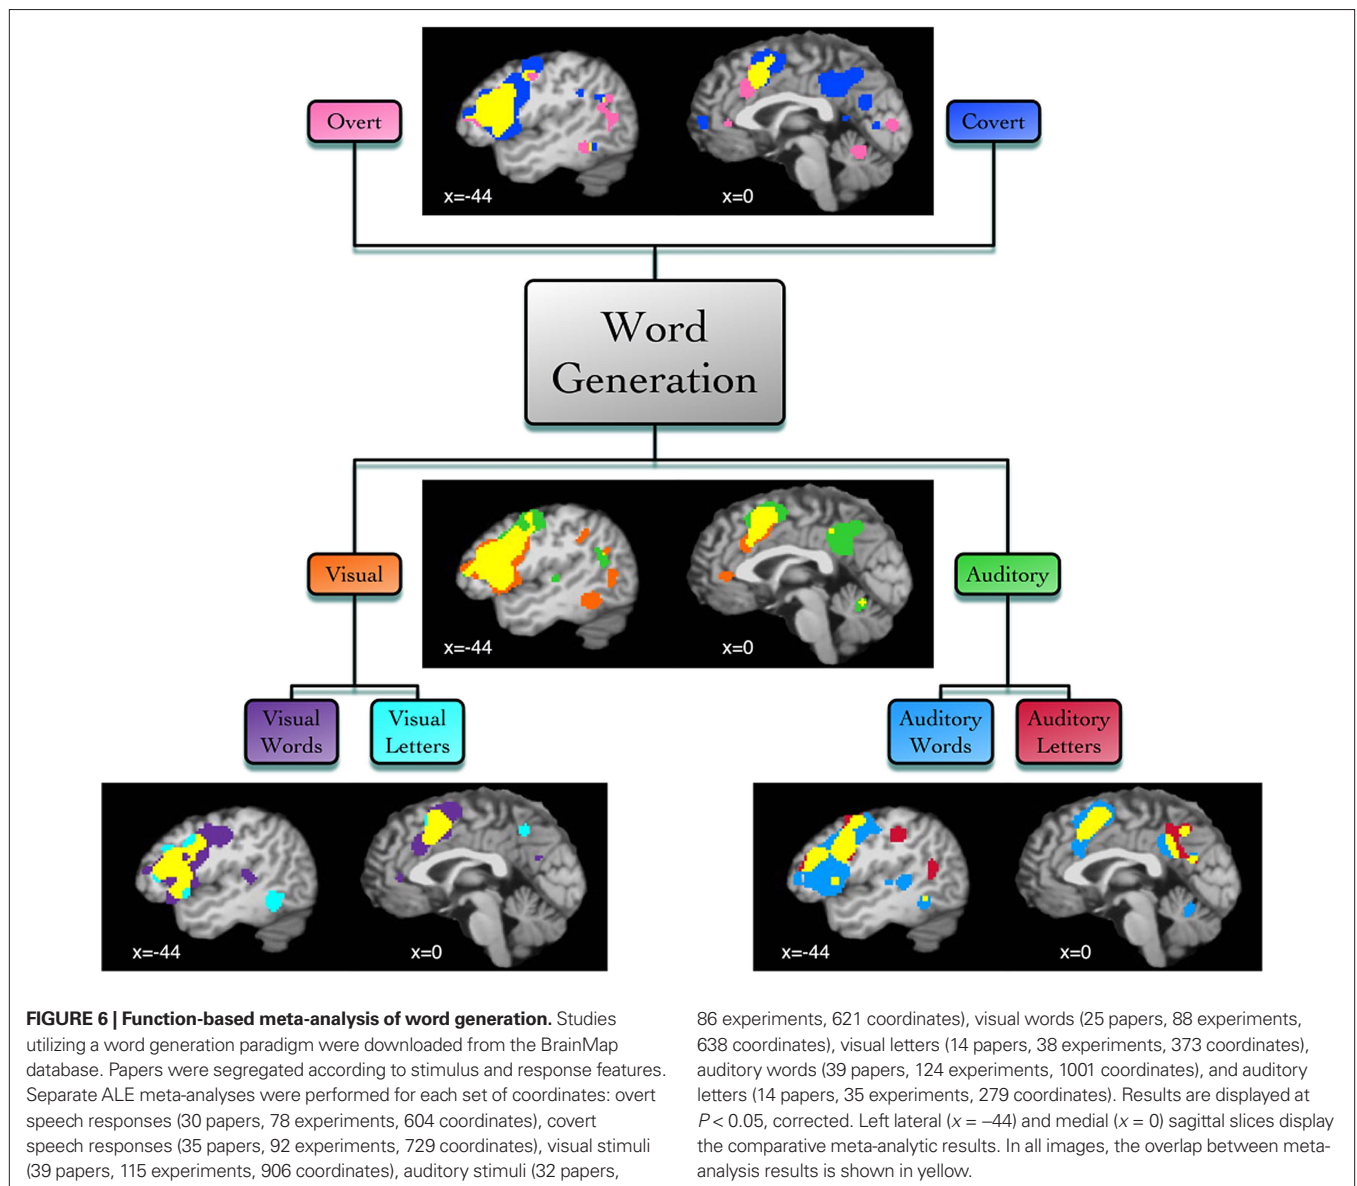 Overt
Covert
x=-44
x=0
Word
Generation
Visual
Auditory
x=-44
x=0
Visual
Words
Visual
Letters
Auditory
Words
Auditory
Letters
x=-44
x=0
x=-44
x=0
FIGURE 6 | Function-based meta-analysis of word generation. Studies
utilizing a word generation paradigm were downloaded from the BrainMap
database. Papers were segregated according to stimulus and response features.
Separate ALE meta-analyses were performed for each set of coordinates: overt
speech responses (30 papers, 78 experiments, 604 coordinates), covert
speech responses (35 papers, 92 experiments, 729 coordinates), visual stimuli
(39 papers, 115 experiments, 906 coordinates), auditory stimuli (32 papers,
86 experiments, 621 coordinates), visual words (25 papers, 88 experiments,
638 coordinates), visual letters (14 papers, 38 experiments, 373 coordinates),
auditory words (39 papers, 124 experiments, 1001 coordinates), and auditory
letters (14 papers, 35 experiments, 279 coordinates). Results are displayed at
P < 0.05, corrected. Left lateral (x = –44) and medial (x = 0) sagittal slices display
the comparative meta-analytic results. In all images, the overlap between meta-
analysis results is shown in yellow.